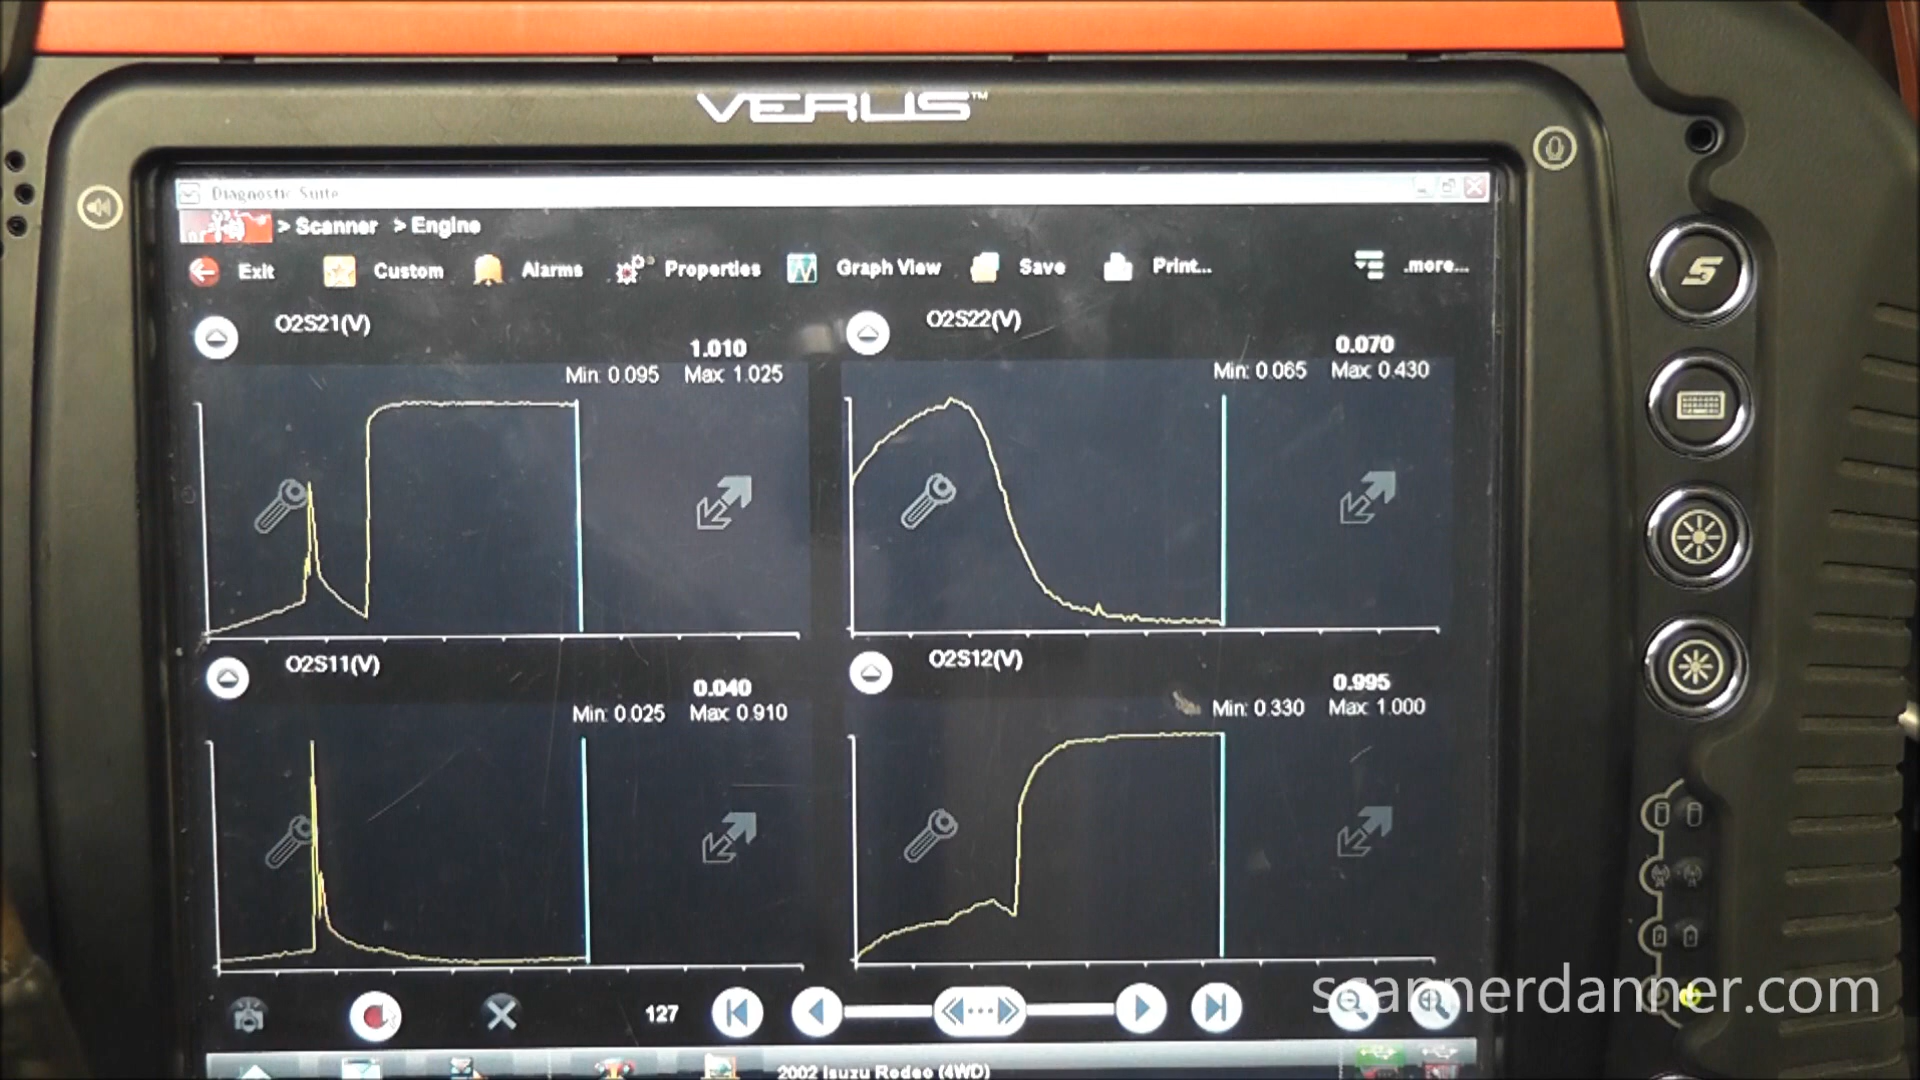 VERUS™
Diagnostic Suite
> Scanner > Engine
Exit Custom Alarms Properties Graph View Save Print... .more...
O2S21(V)
1.010
Min: 0.095 Max: 1.025
O2S22(V)
0.070
Min: 0.065 Max: 0.430
O2S11(V)
0.040
Min: 0.025 Max: 0.910
O2S12(V)
0.995
Min: 0.330 Max: 1.000
127
scannerdanner.com
2002 Isuzu Rodeo (4WD)